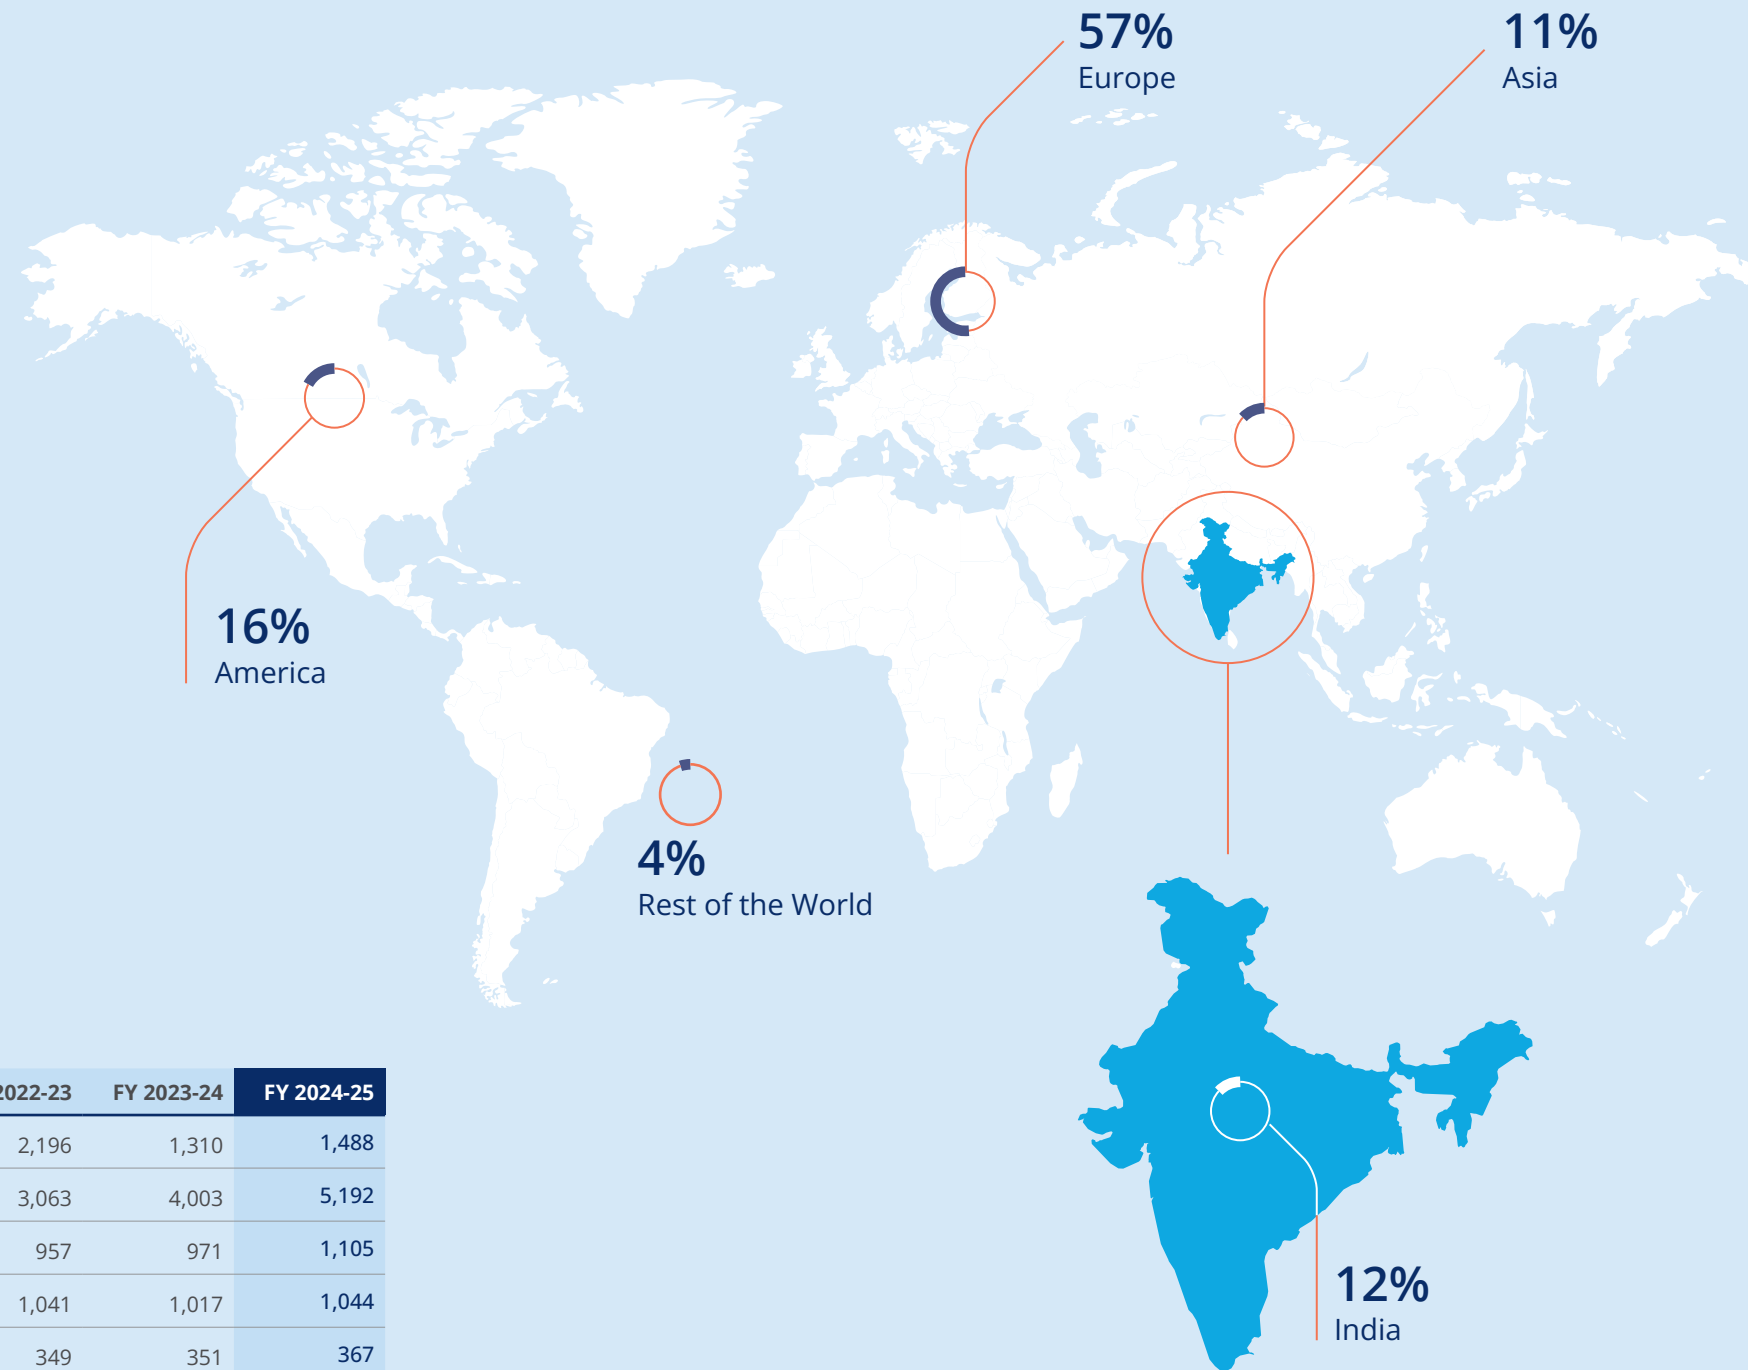 57%
Europe
11%
Asia
16%
America
4%
Rest of the World
2022-23 FY 2023-24 FY 2024-25
2,196 1,310 1,488
3,063 4,003 5,192
957 971 1,105
1,041 1,017 1,044
349 351 367
12%
India